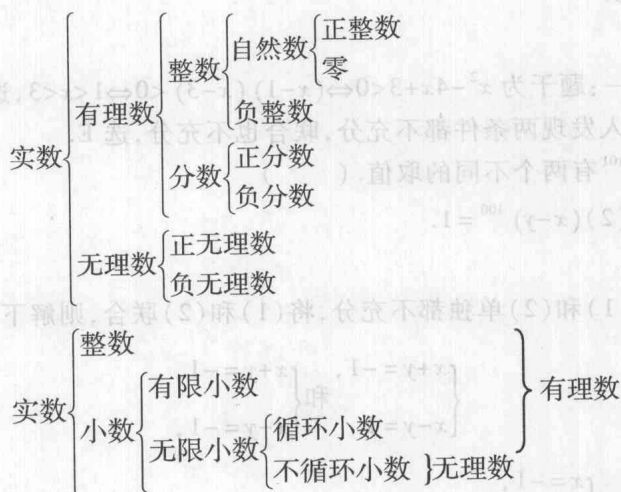 正整数
自然数
零
整数
负整数
有理数
正分数
分数
负分数
实数
正无理数
无理数
负无理数
整数
有限小数
有理数
实数
小数
循环小数
无限小数
不循环小数 }无理数